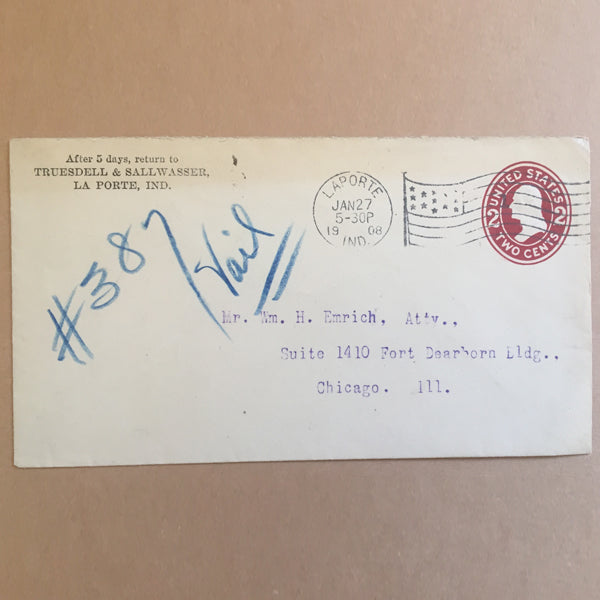 After 5 days, return to
TRUESDELL & SALLWASSER,
LA PORTE, IND.
LAPORTE
JAN 27
5-30P
19 08
IND.
UNITED STATES
2 2
TWO CENTS
#387
Vail
Mr. Wm. H. Emrich, Atty.,
Suite 1410 Fort Dearborn Bldg.,
Chicago. Ill.